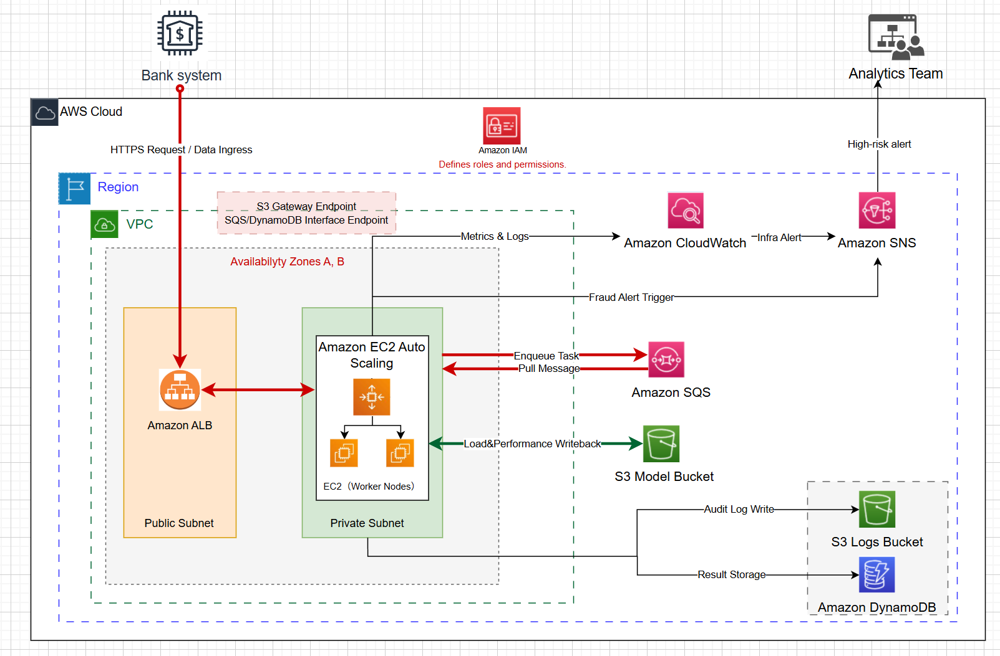 Bank system
Analytics Team
AWS Cloud
HTTPS Request / Data Ingress
Amazon IAM
Defines roles and permissions.
High-risk alert
Region
S3 Gateway Endpoint
SQS/DynamoDB Interface Endpoint
VPC
Metrics & Logs
Amazon CloudWatch
Infra Alert
Amazon SNS
Availabilyty Zones A, B
Fraud Alert Trigger
Amazon EC2 Auto
Scaling
Enqueue Task
Pull Message
Amazon SQS
Amazon ALB
Load&Performance Writeback
S3 Model Bucket
EC2（Worker Nodes）
Public Subnet
Private Subnet
Audit Log Write
S3 Logs Bucket
Result Storage
Amazon DynamoDB